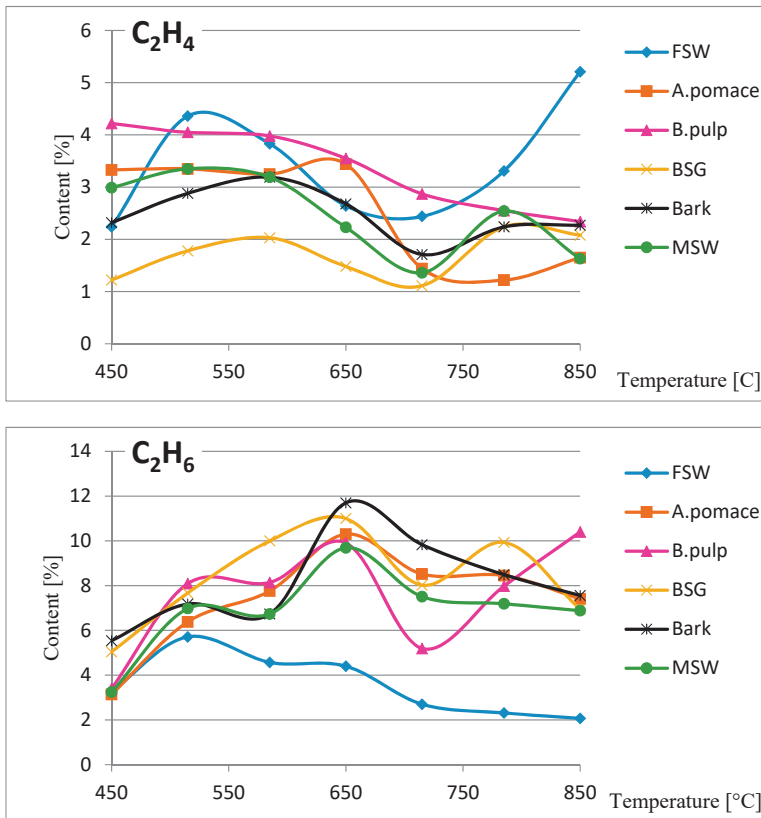 C2H4
6
5
4
3
2
1
0
Content [%]
450 550 650 750 850
Temperature [C]
FSW
A.pomace
B.pulp
BSG
Bark
MSW
C2H6
14
12
10
8
6
4
2
0
Content [%]
450 550 650 750 850
Temperature [°C]
FSW
A.pomace
B.pulp
BSG
Bark
MSW